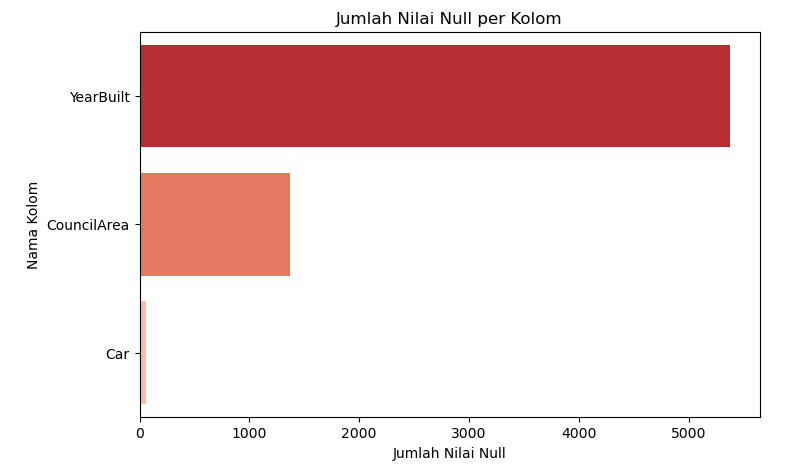 Jumlah Nilai Null per Kolom
Nama Kolom
YearBuilt
CouncilArea
Car
0 1000 2000 3000 4000 5000
Jumlah Nilai Null